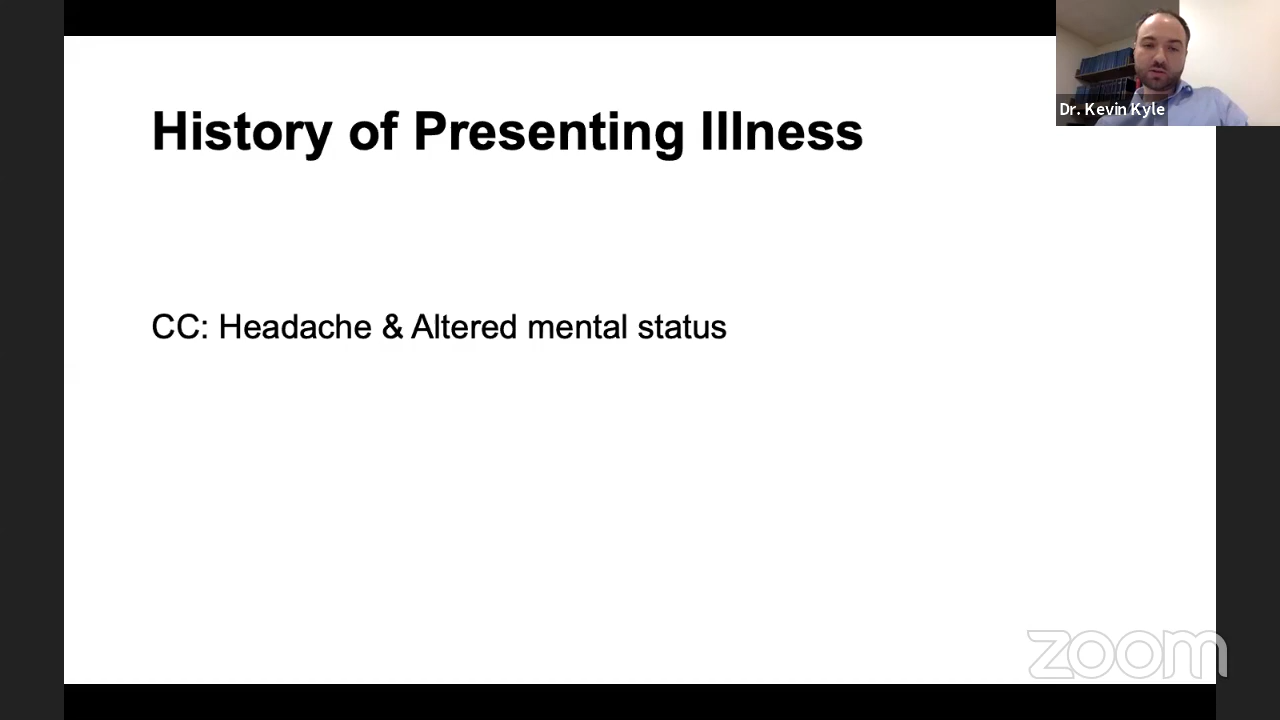 Dr. Kevin Kyle
History of Presenting Illness
CC: Headache & Altered mental status
zoom